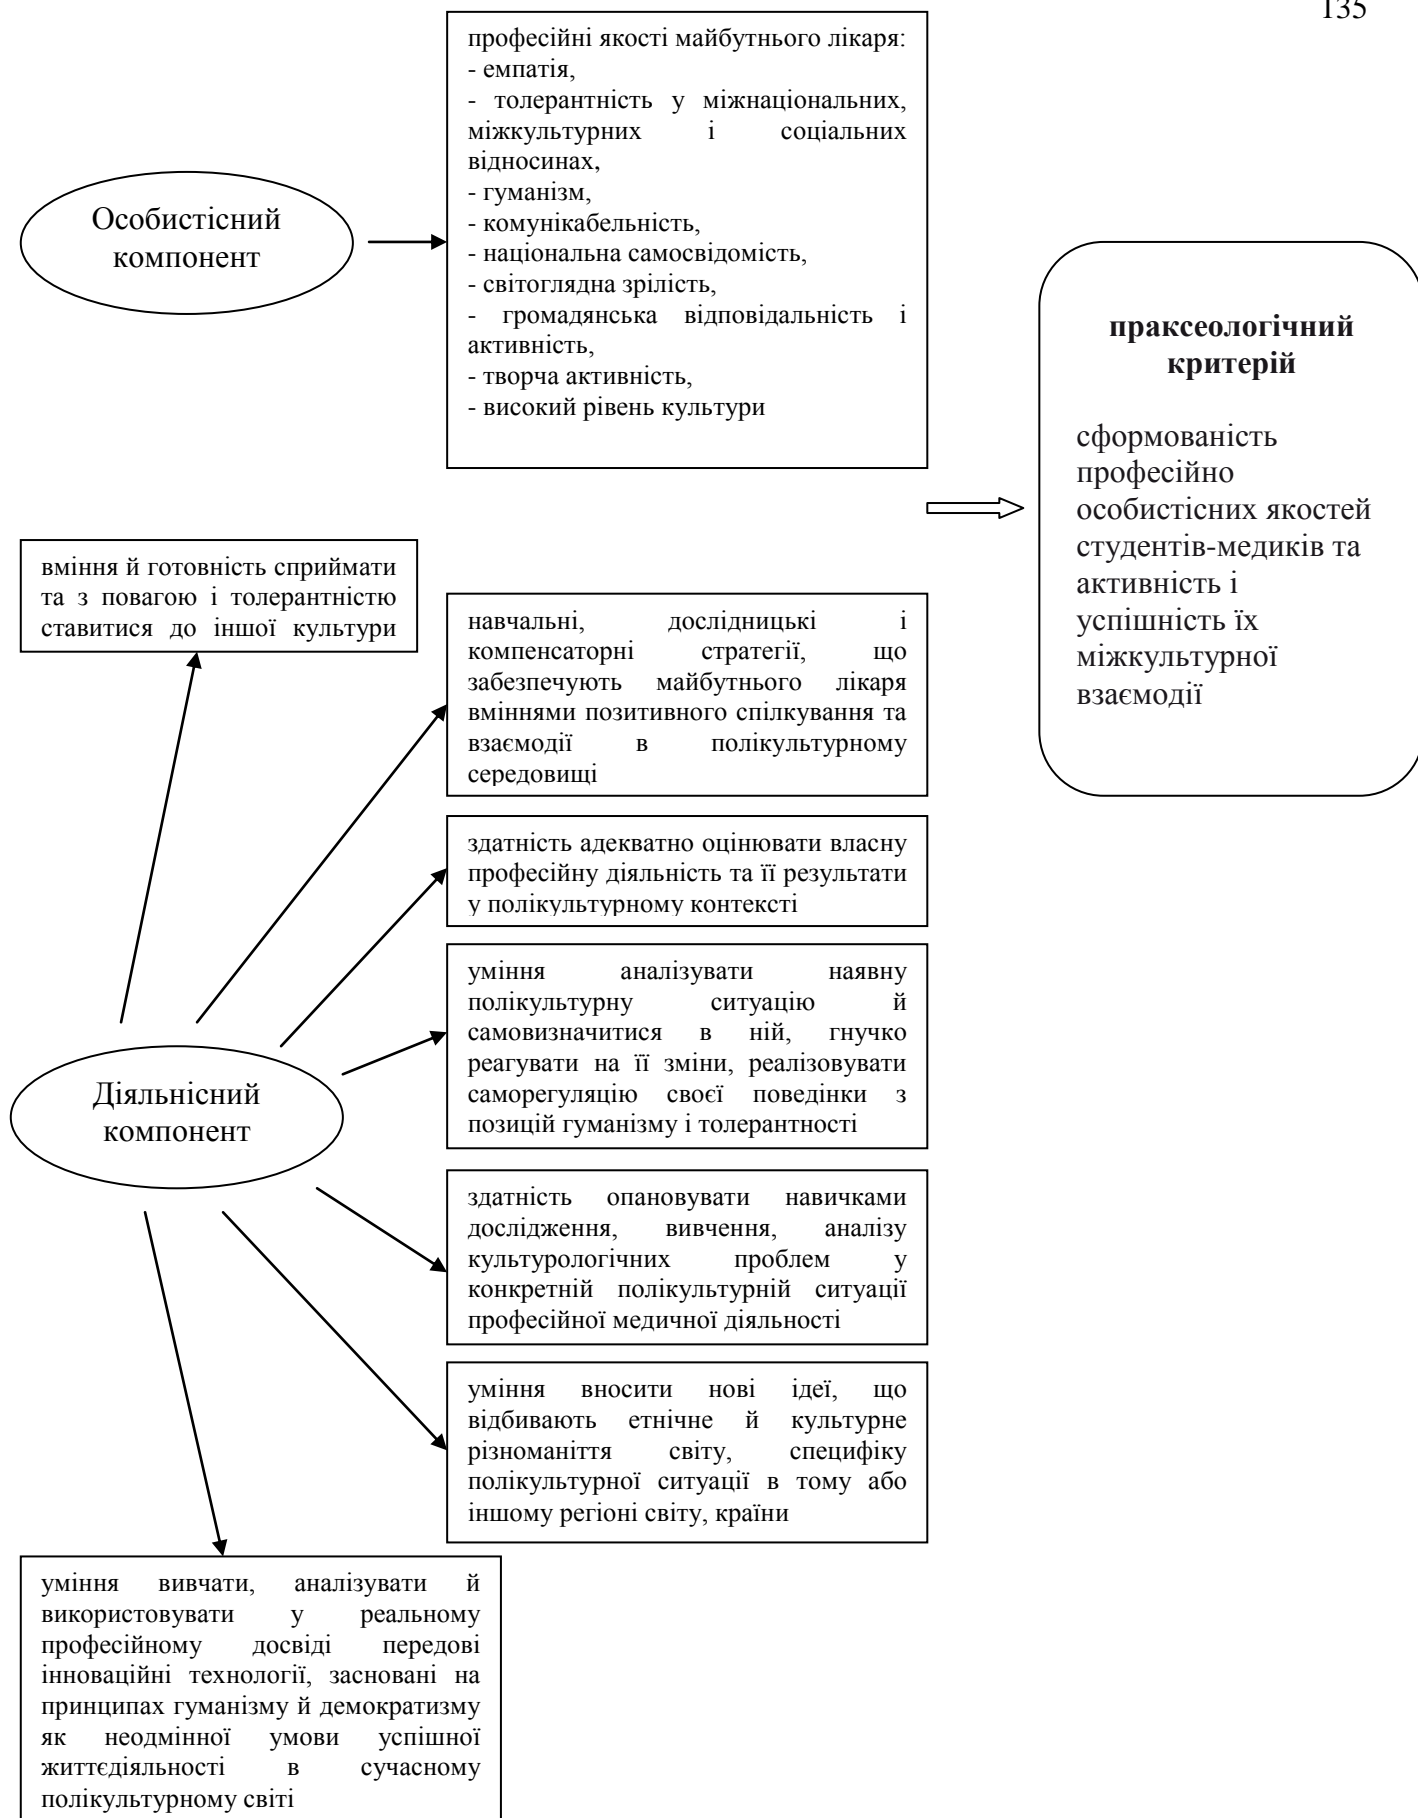 135
професійні якості майбутнього лікаря:
- емпатія,
- толерантність у міжнаціональних,
міжкультурних і соціальних
відносинах,
- гуманізм,
- комунікабельність,
- національна самосвідомість,
- світоглядна зрілість,
- громадянська відповідальність і
активність,
- творча активність,
- високий рівень культури
Особистісний
компонент
праксеологічний
критерій
сформованість
професійно
особистісних якостей
студентів-медиків та
активність і
успішність їх
міжкультурної
взаємодії
вміння й готовність сприймати
та з повагою і толерантністю
ставитися до іншої культури
навчальні, дослідницькі і
компенсаторні стратегії, що
забезпечують майбутнього лікаря
вміннями позитивного спілкування та
взаємодії в полікультурному
середовищі
здатність адекватно оцінювати власну
професійну діяльність та її результати
у полікультурному контексті
уміння аналізувати наявну
полікультурну ситуацію й
самовизначитися в ній, гнучко
реагувати на її зміни, реалізовувати
саморегуляцію своєї поведінки з
позицій гуманізму і толерантності
Діяльнісний
компонент
здатність опановувати навичками
дослідження, вивчення, аналізу
культурологічних проблем у
конкретній полікультурній ситуації
професійної медичної діяльності
уміння вносити нові ідеї, що
відбивають етнічне й культурне
різноманіття світу, специфіку
полікультурної ситуації в тому або
іншому регіоні світу, країни
уміння вивчати, аналізувати й
використовувати у реальному
професійному досвіді передові
інноваційні технології, засновані на
принципах гуманізму й демократизму
як неодмінної умови успішної
життєдіяльності в сучасному
полікультурному світі